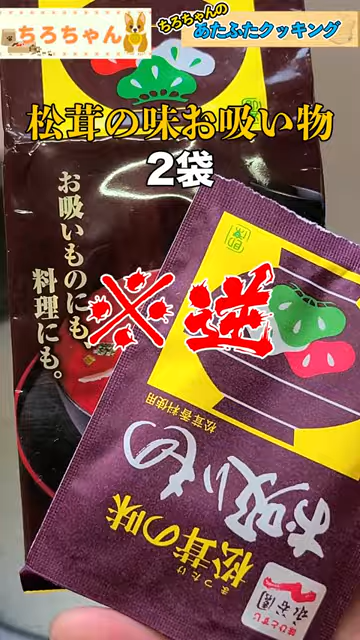 ちろちゃん
ちろちゃんの
あたふたクッキング
松茸の味お吸い物
2袋
お吸いものにも、
料理にも。
※逆
松茸香料使用
お吸いもの
松茸の味
まつたけ
永谷園